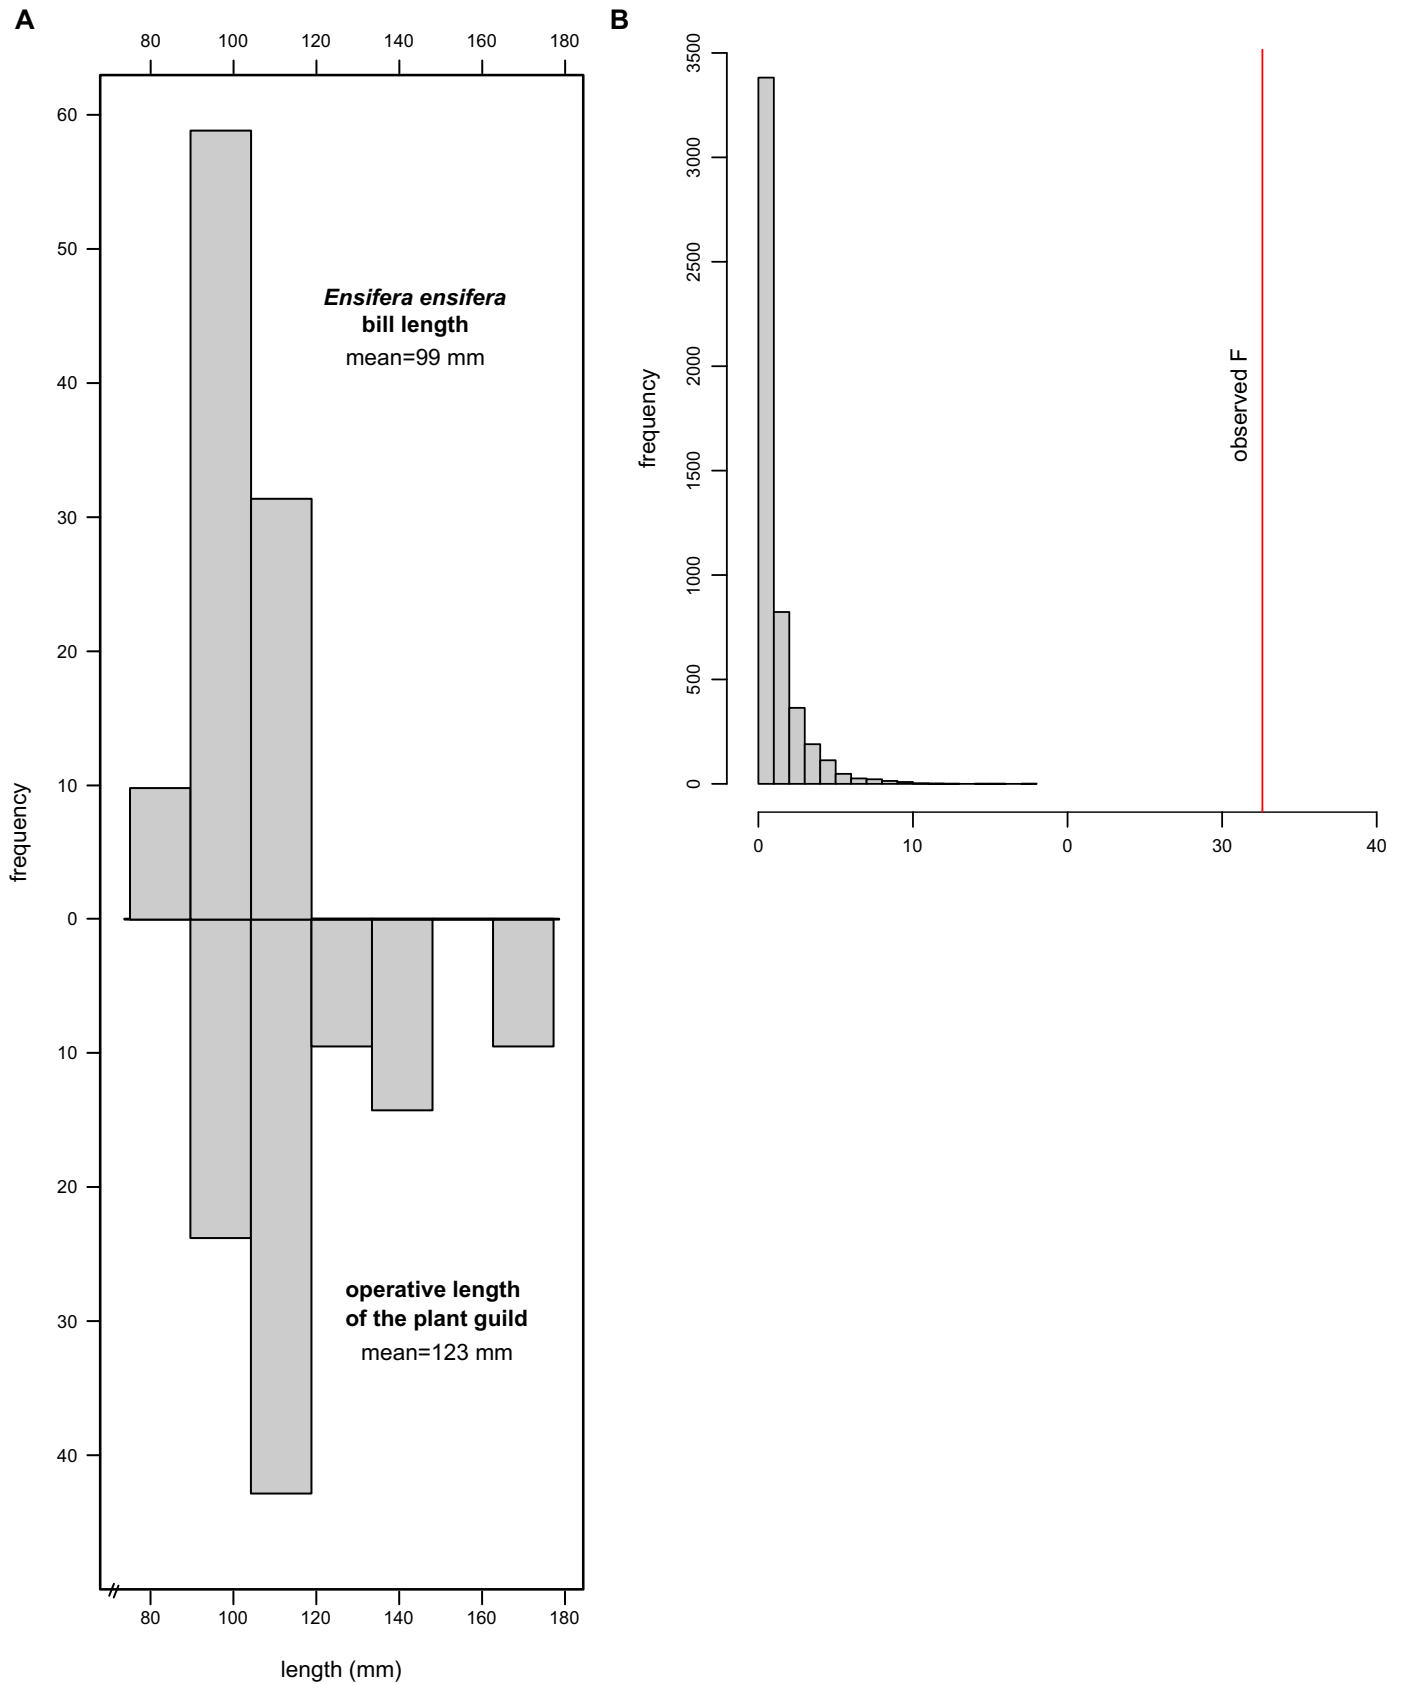 A
80 100 120 140 160 180
60
50
40
30
20
10
0
10
20
30
40
frequency
Ensifera ensifera
bill length
mean=99 mm
operative length
of the plant guild
mean=123 mm
80 100 120 140 160 180
length (mm)
B
3500
3000
2500
2000
1500
1000
500
0
frequency
observed F
0 10 0 30 40